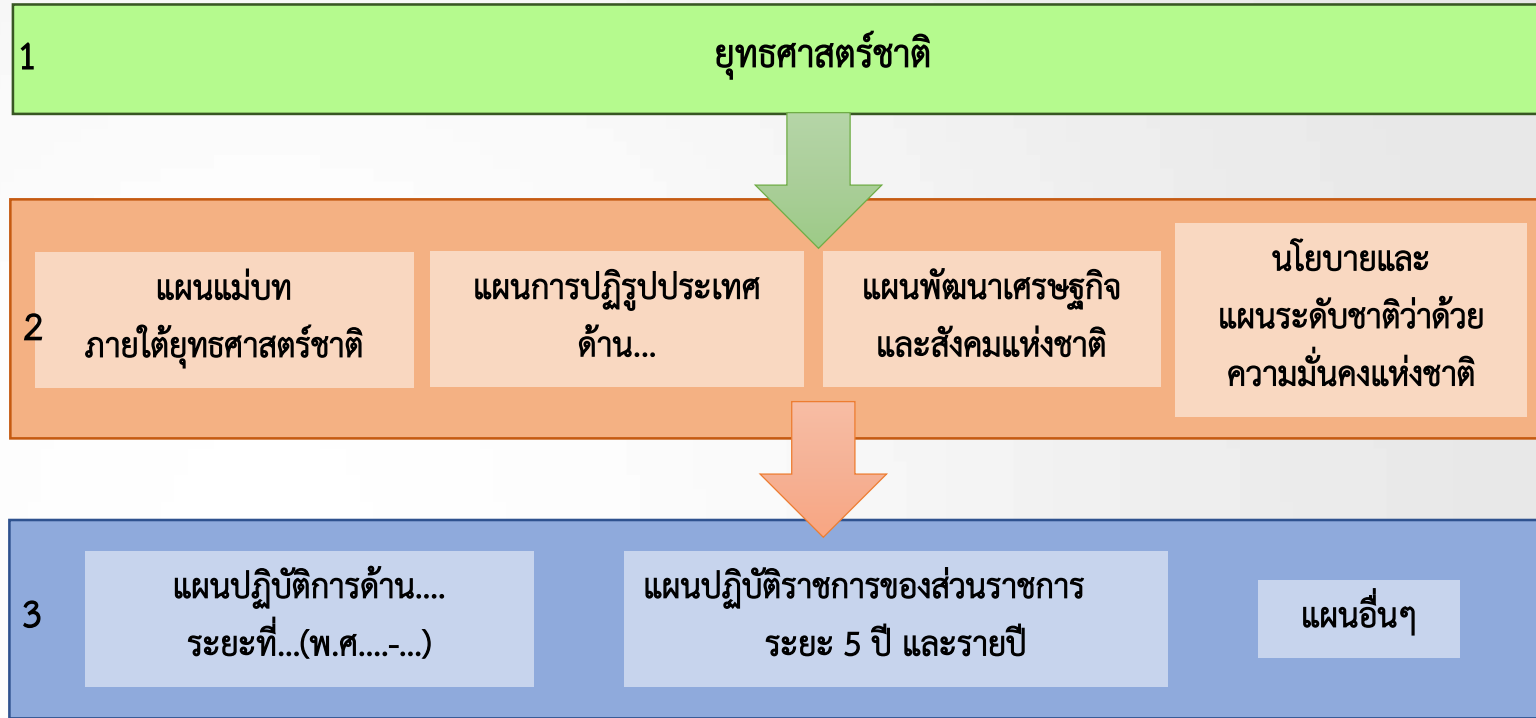 1
ยุทธศาสตร์ชาติ
2
แผนแม่บท
ภายใต้ยุทธศาสตร์ชาติ
แผนการปฏิรูปประเทศ
ด้าน...
แผนพัฒนาเศรษฐกิจ
และสังคมแห่งชาติ
นโยบายและ
แผนระดับชาติว่าด้วย
ความมั่นคงแห่งชาติ
3
แผนปฏิบัติการด้าน....
ระยะที่...(พ.ศ....-...)
แผนปฏิบัติราชการของส่วนราชการ
ระยะ 5 ปี และรายปี
แผนอื่นๆ